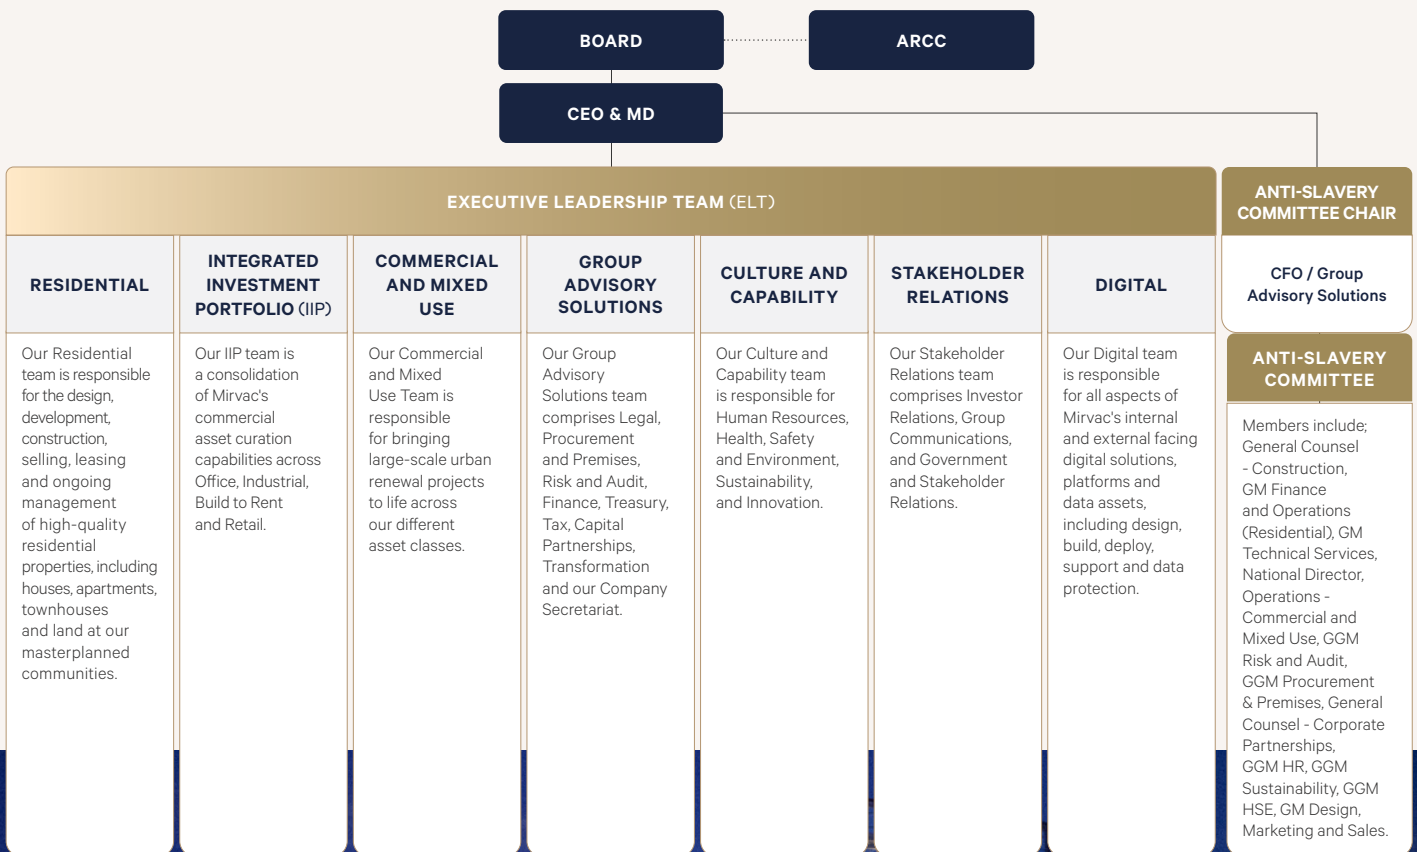 BOARD
ARCC
CEO & MD
EXECUTIVE LEADERSHIP TEAM (ELT)
ANTI-SLAVERY
COMMITTEE CHAIR
RESIDENTIAL
Our Residential
team is responsible
for the design,
development,
construction,
selling, leasing
and ongoing
management
of high-quality
residential
properties, including
houses, apartments,
townhouses
and land at our
masterplanned
communities.
INTEGRATED
INVESTMENT
PORTFOLIO (IIP)
Our IIP team is
a consolidation
of Mirvac's
commercial
asset curation
capabilities across
Office, Industrial,
Build to Rent
and Retail.
COMMERCIAL
AND MIXED
USE
Our Commercial
and Mixed
Use Team is
responsible
for bringing
large-scale urban
renewal projects
to life across
our different
asset classes.
GROUP
ADVISORY
SOLUTIONS
Our Group
Advisory
Solutions team
comprises Legal,
Procurement
and Premises,
Risk and Audit,
Finance, Treasury,
Tax, Capital
Partnerships,
Transformation
and our Company
Secretariat.
CULTURE AND
CAPABILITY
Our Culture and
Capability team
is responsible for
Human Resources,
Health, Safety
and Environment,
Sustainability,
and Innovation.
STAKEHOLDER
RELATIONS
Our Stakeholder
Relations team
comprises Investor
Relations, Group
Communications,
and Government
and Stakeholder
Relations.
DIGITAL
Our Digital team
is responsible
for all aspects of
Mirvac's internal
and external facing
digital solutions,
platforms and
data assets,
including design,
build, deploy,
support and data
protection.
CFO / Group
Advisory Solutions
ANTI-SLAVERY
COMMITTEE
Members include;
General Counsel
- Construction,
GM Finance
and Operations
(Residential), GM
Technical Services,
National Director,
Operations -
Commercial and
Mixed Use, GGM
Risk and Audit,
GGM Procurement
& Premises, General
Counsel - Corporate
Partnerships,
GGM HR, GGM
Sustainability, GGM
HSE, GM Design,
Marketing and Sales.